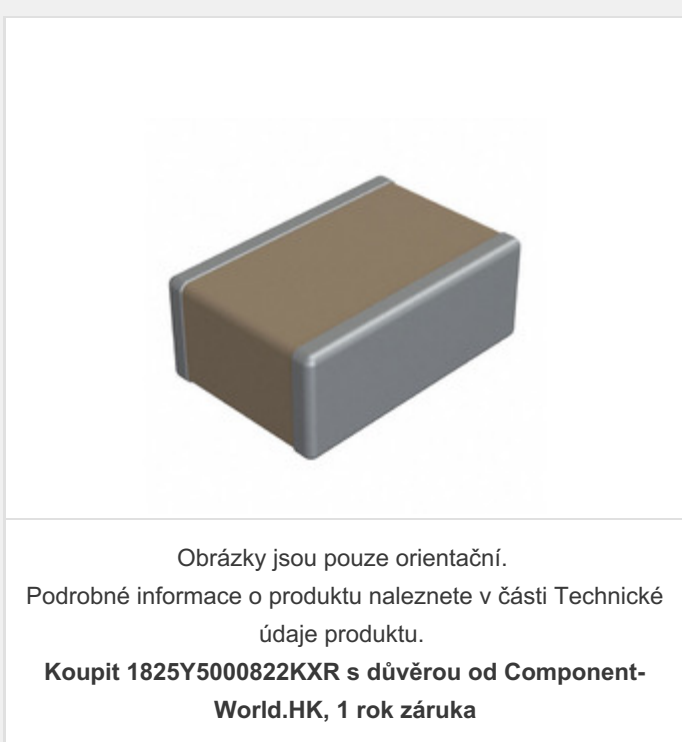 Obrázky jsou pouze orientační.
Podrobné informace o produktu naleznete v části Technické
údaje produktu.
Koupit 1825Y5000822KXR s důvěrou od Component-
World.HK, 1 rok záruka